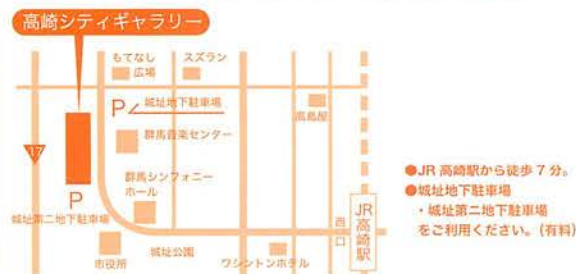 高崎シティギャラリー
もてなし
広場
スズラン
P
城址地下駐車場
高島屋
群馬音楽センター
17
群馬シンフォニー
ホール
P
城址第二地下駐車場
市役所
城址公園
ワシントンホテル
西口
JR
高崎駅
●JR 高崎駅から徒歩 7 分。
●城址地下駐車場
・城址第二地下駐車場
をご利用ください。(有料)